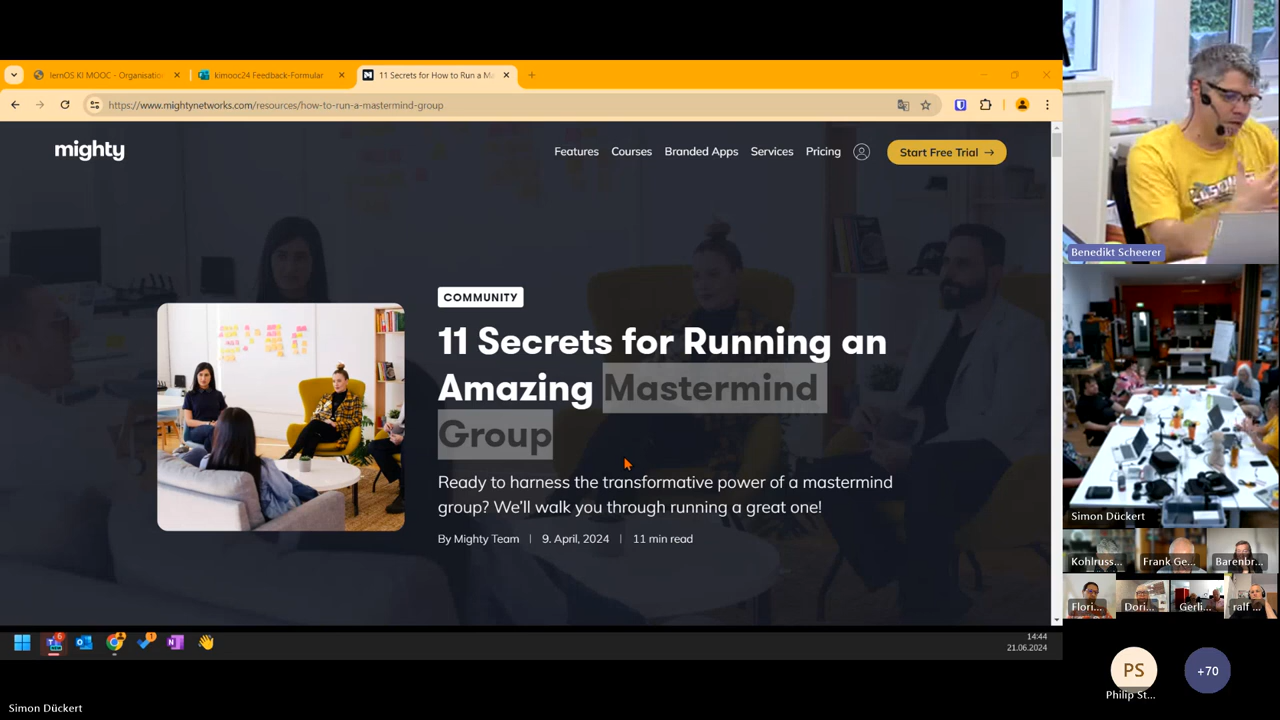 lernOS KI MOOC - Organisatio
kimooc24 Feedback-Formular
11 Secrets for How to Run a Ma
https://www.mightynetworks.com/resources/how-to-run-a-mastermind-group
mighty
Features
Courses
Branded Apps
Services
Pricing
Start Free Trial →
COMMUNITY
11 Secrets for Running an
Amazing Mastermind
Group
Ready to harness the transformative power of a mastermind
group? We'll walk you through running a great one!
By Mighty Team | 9. April, 2024 | 11 min read
14:44
21.06.2024
Simon Dückert
Benedikt Scheerer
Simon Dückert
Kohlruss...
Frank Ge...
Barenbr...
Flori...
Dori...
Gerli...
ralf ...
PS
Philip St...
+70